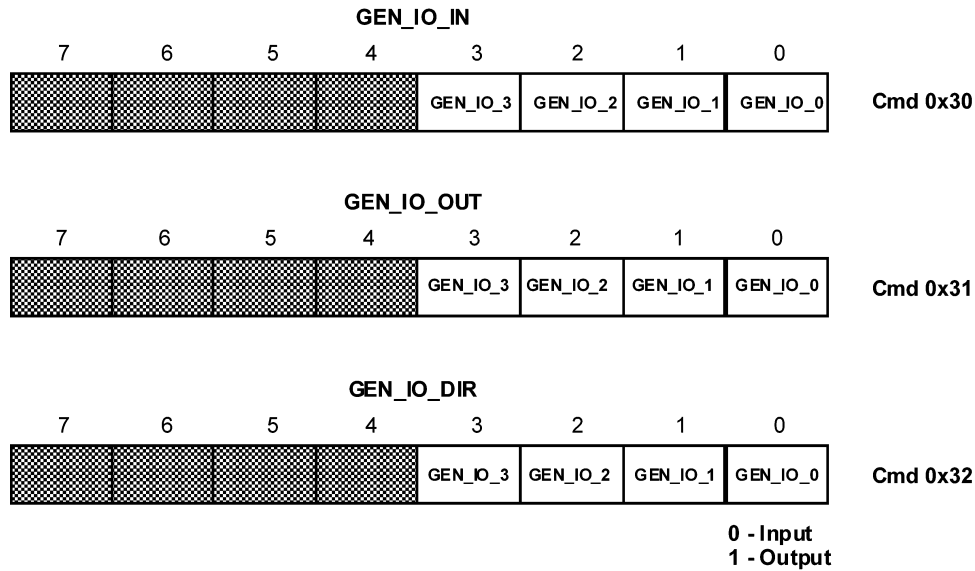 GEN_IO_IN
7 6 5 4 3 2 1 0
GEN_IO_3 GEN_IO_2 GEN_IO_1 GEN_IO_0 Cmd 0x30
GEN_IO_OUT
7 6 5 4 3 2 1 0
GEN_IO_3 GEN_IO_2 GEN_IO_1 GEN_IO_0 Cmd 0x31
GEN_IO_DIR
7 6 5 4 3 2 1 0
GEN_IO_3 GEN_IO_2 GEN_IO_1 GEN_IO_0 Cmd 0x32
0 - Input
1 - Output